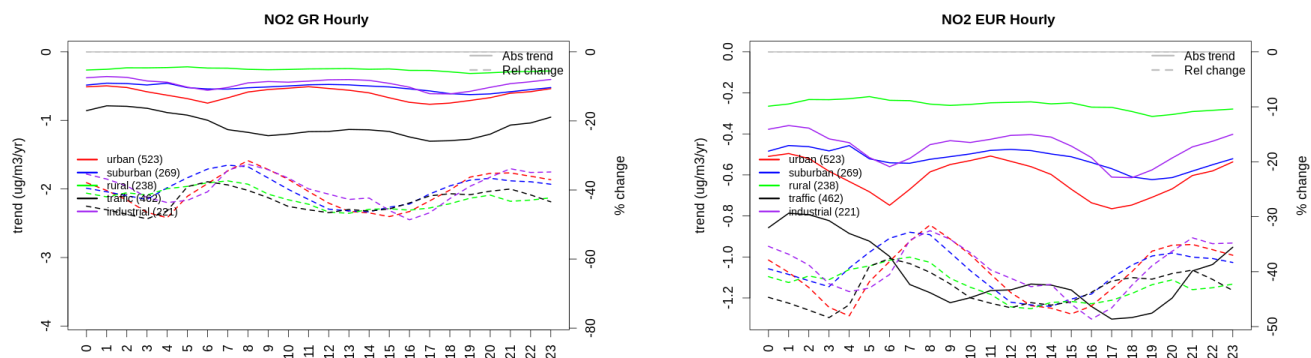 NO2 GR Hourly
0
-1
-2
-3
-4
trend (ug/m3/yr)
0
-20
-40
-60
-80
% change
Abs trend
Rel change
urban (523)
suburban (269)
rural (238)
traffic (462)
industrial (221)
0 1 2 3 4 5 6 7 8 9 10 11 12 13 14 15 16 17 18 19 20 21 22 23
NO2 EUR Hourly
0.0
-0.2
-0.4
-0.6
-0.8
-1.0
-1.2
trend (ug/m3/yr)
0
-10
-20
-30
-40
-50
% change
Abs trend
Rel change
urban (523)
suburban (269)
rural (238)
traffic (462)
industrial (221)
0 1 2 3 4 5 6 7 8 9 10 11 12 13 14 15 16 17 18 19 20 21 22 23